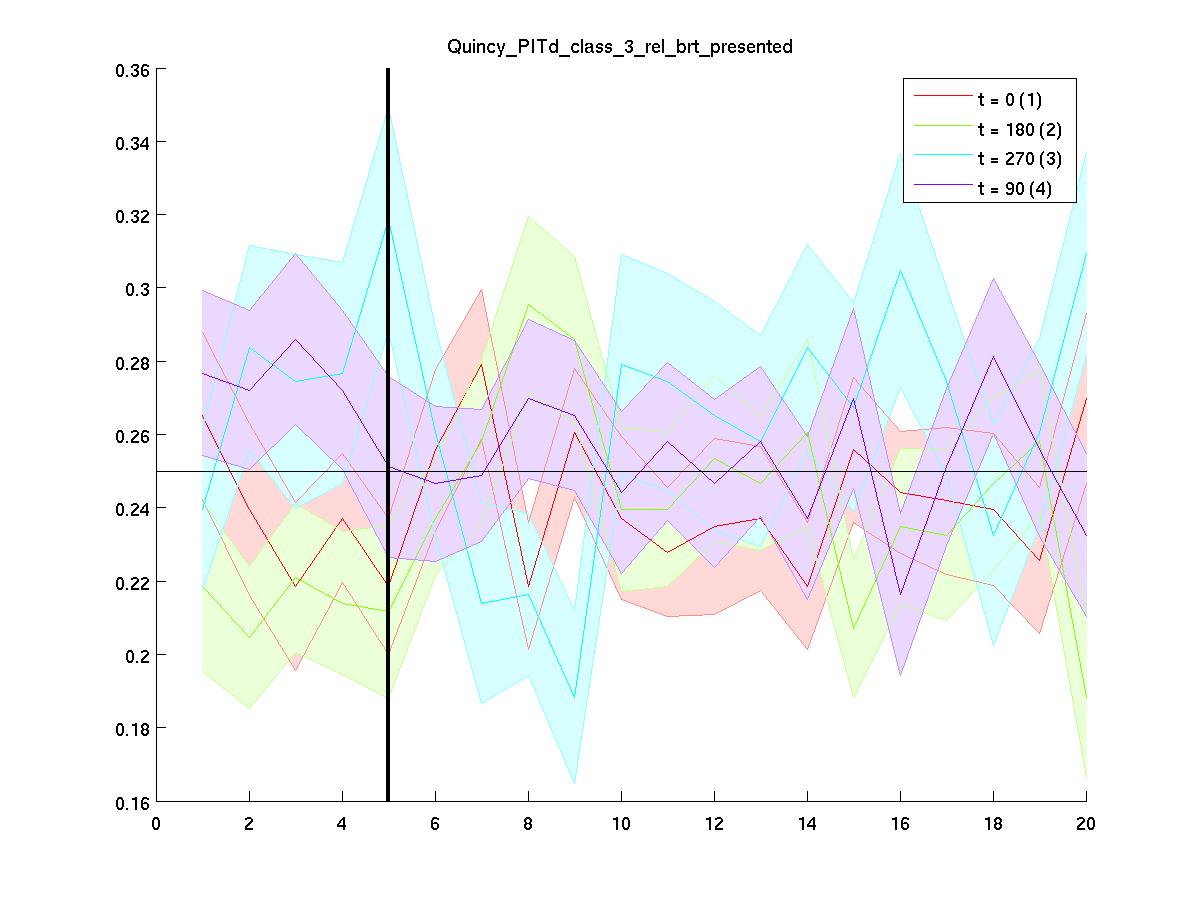 Quincy_PITd_class_3_rel_brt_presented
0.36
0.34
0.32
0.3
0.28
0.26
0.24
0.22
0.2
0.18
0.16
t = 0 (1)
t = 180 (2)
t = 270 (3)
t = 90 (4)
0 2 4 6 8 10 12 14 16 18 20